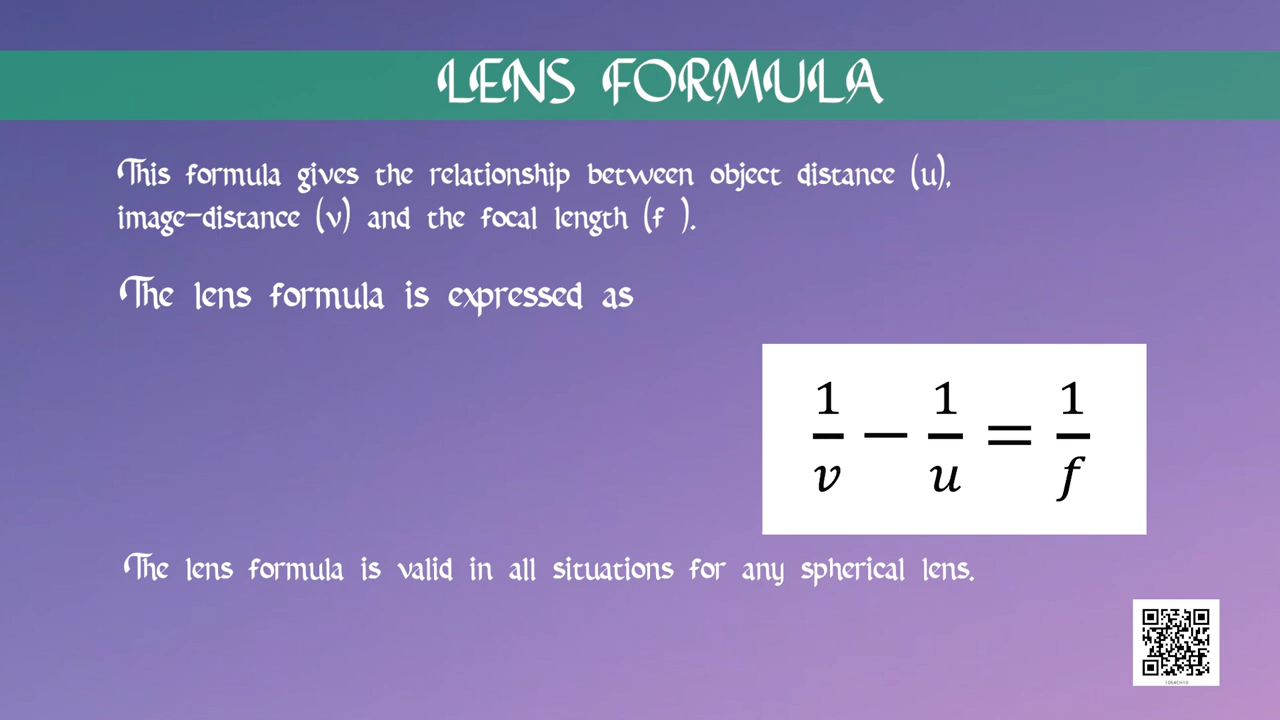 LENS FORMULA
This formula gives the relationship between object distance (u),
image-distance (v) and the focal length (f ).
The lens formula is expressed as
1/v − 1/u = 1/f
The lens formula is valid in all situations for any spherical lens.